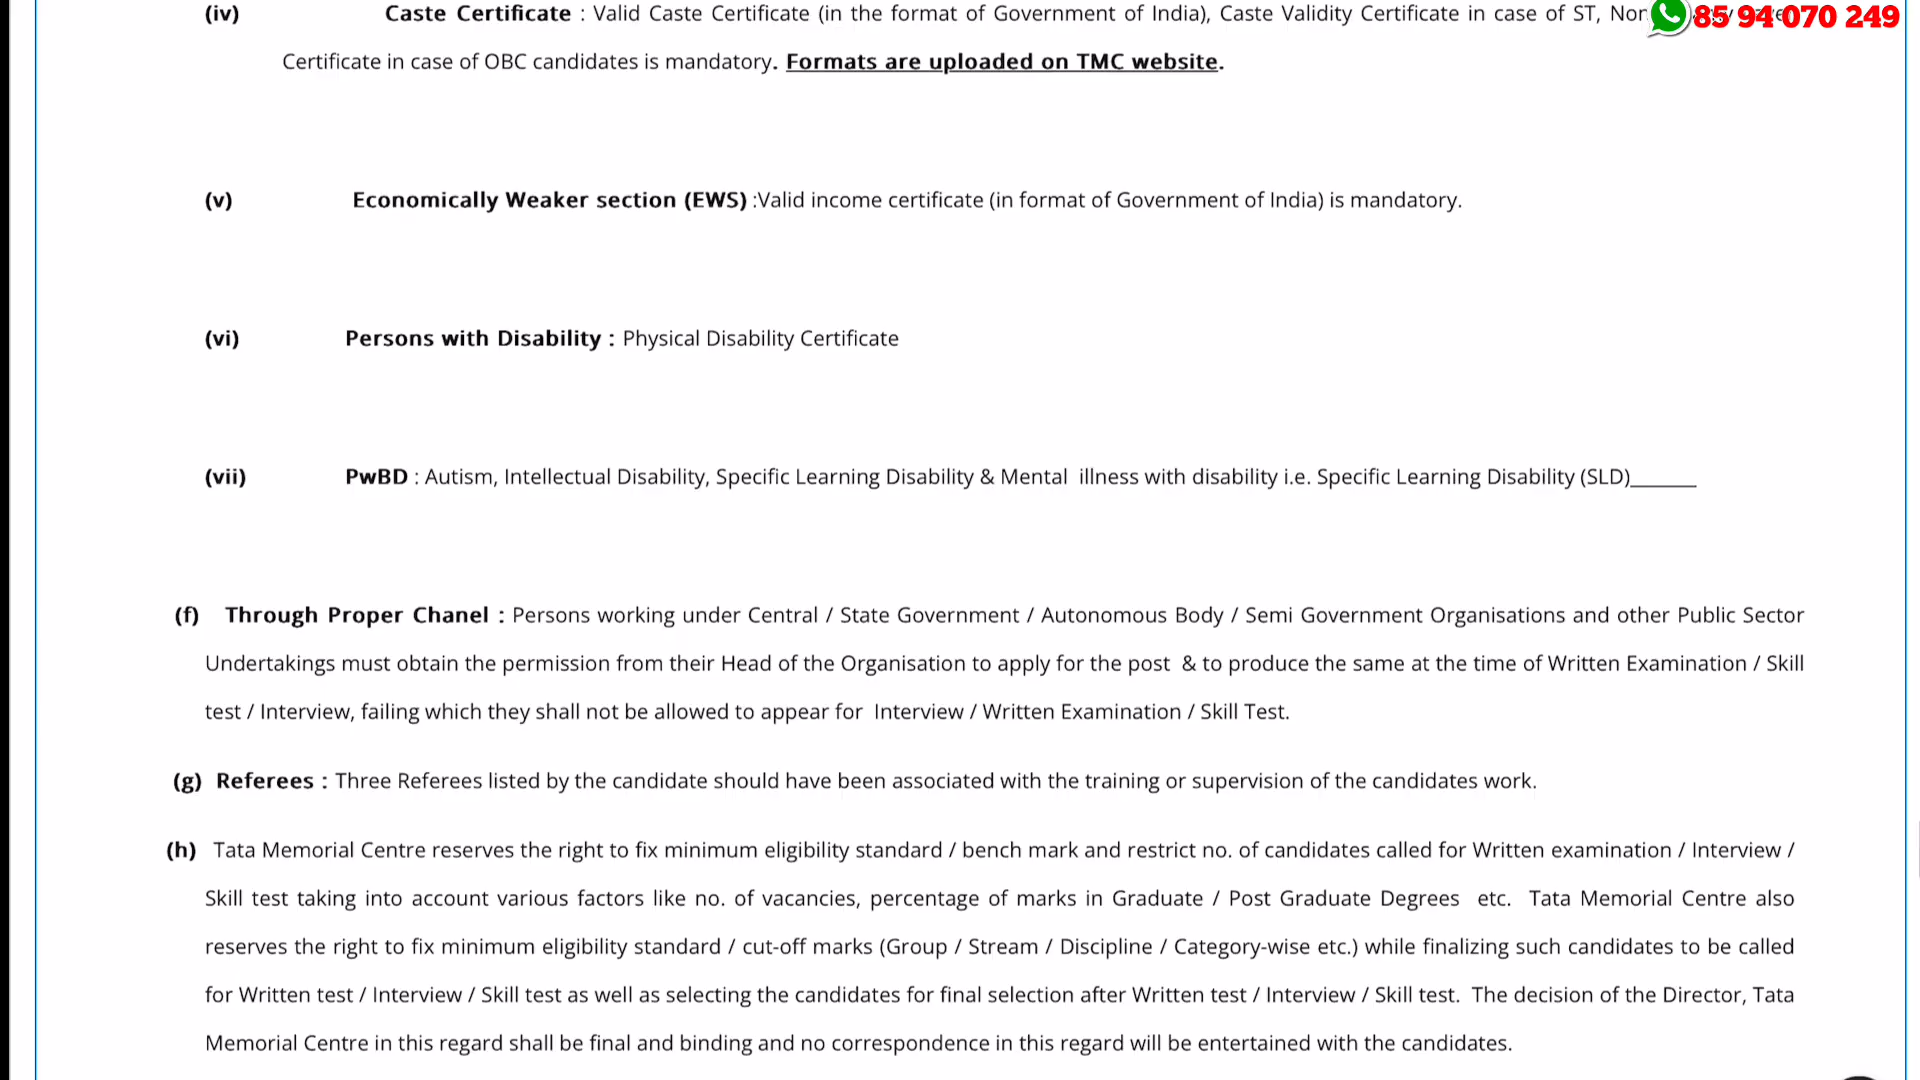 (iv) Caste Certificate : Valid Caste Certificate (in the format of Government of India), Caste Validity Certificate in case of ST, Non
85 94 070 249
Certificate in case of OBC candidates is mandatory. Formats are uploaded on TMC website.
(v) Economically Weaker section (EWS) :Valid income certificate (in format of Government of India) is mandatory.
(vi) Persons with Disability : Physical Disability Certificate
(vii) PwBD : Autism, Intellectual Disability, Specific Learning Disability & Mental illness with disability i.e. Specific Learning Disability (SLD)______
(f) Through Proper Chanel : Persons working under Central / State Government / Autonomous Body / Semi Government Organisations and other Public Sector
Undertakings must obtain the permission from their Head of the Organisation to apply for the post & to produce the same at the time of Written Examination / Skill
test / Interview, failing which they shall not be allowed to appear for Interview / Written Examination / Skill Test.
(g) Referees : Three Referees listed by the candidate should have been associated with the training or supervision of the candidates work.
(h) Tata Memorial Centre reserves the right to fix minimum eligibility standard / bench mark and restrict no. of candidates called for Written examination / Interview /
Skill test taking into account various factors like no. of vacancies, percentage of marks in Graduate / Post Graduate Degrees etc. Tata Memorial Centre also
reserves the right to fix minimum eligibility standard / cut-off marks (Group / Stream / Discipline / Category-wise etc.) while finalizing such candidates to be called
for Written test / Interview / Skill test as well as selecting the candidates for final selection after Written test / Interview / Skill test. The decision of the Director, Tata
Memorial Centre in this regard shall be final and binding and no correspondence in this regard will be entertained with the candidates.